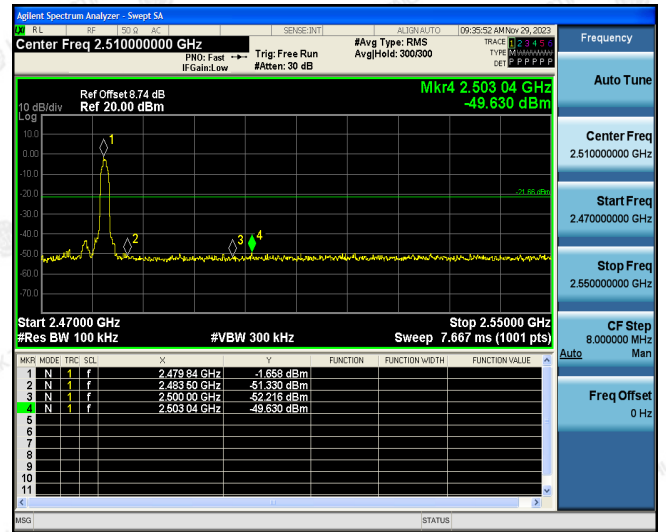 Agilent Spectrum Analyzer - Swept SA
LXI RL RF 50 Ω AC SENSE:INT ALIGN AUTO 09:35:52 AM Nov 29, 2023
Center Freq 2.510000000 GHz
PNO: Fast
IFGain:Low
Trig: Free Run
#Atten: 30 dB
#Avg Type: RMS
Avg|Hold: 300/300
TRACE 1 2 3 4 5 6
TYPE M
DET P P P P P P
Ref Offset 8.74 dB
10 dB/div Ref 20.00 dBm
Log
Mkr4 2.503 04 GHz
-49.630 dBm
10.0
0.00
-10.0
-20.0
-30.0
-40.0
-50.0
-60.0
-70.0
1
2
3
4
-21.66 dBm
Start 2.47000 GHz Stop 2.55000 GHz
#Res BW 100 kHz #VBW 300 kHz Sweep 7.667 ms (1001 pts)
MKR MODE TRC SCL X Y FUNCTION FUNCTION WIDTH FUNCTION VALUE
1 N 1 f 2.479 84 GHz -1.658 dBm
2 N 1 f 2.483 50 GHz -51.330 dBm
3 N 1 f 2.500 00 GHz -52.216 dBm
4 N 1 f 2.503 04 GHz -49.630 dBm
5
6
7
8
9
10
11
MSG STATUS
Frequency
Auto Tune
Center Freq
2.510000000 GHz
Start Freq
2.470000000 GHz
Stop Freq
2.550000000 GHz
CF Step
8.000000 MHz
Auto Man
Freq Offset
0 Hz